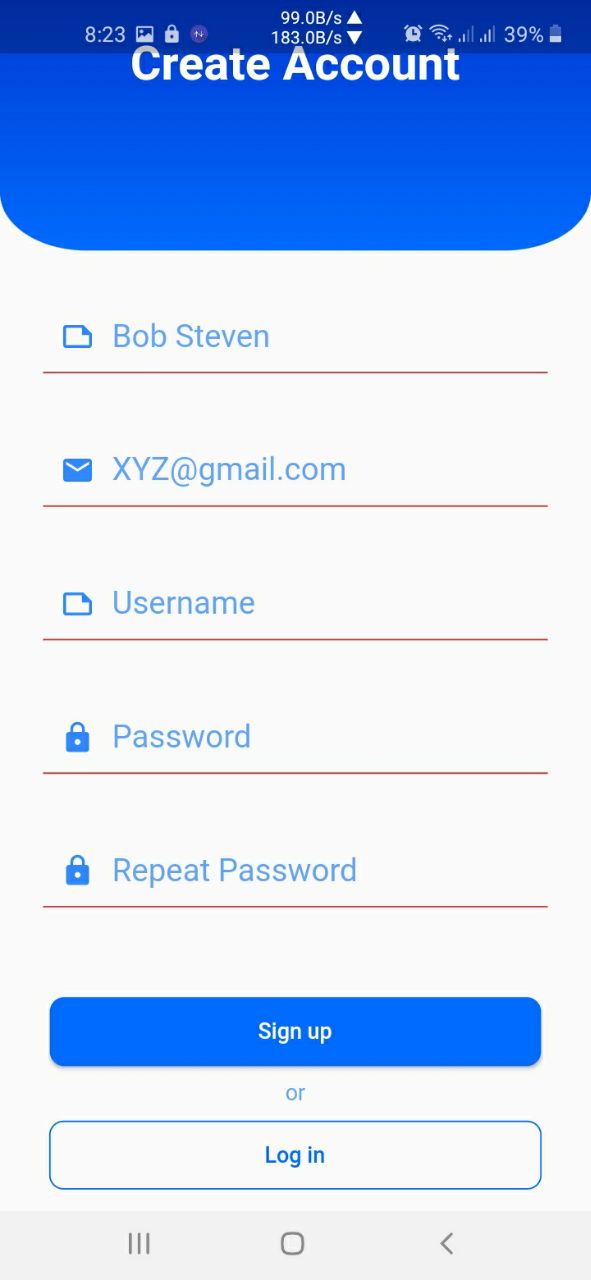 8:23
99.0B/s
183.0B/s
39%
Create Account
Bob Steven
XYZ@gmail.com
Username
Password
Repeat Password
Sign up
or
Log in